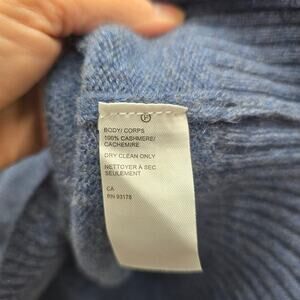 P
BODY/ CORPS
100% CASHMERE/
CACHEMIRE
DRY CLEAN ONLY
NETTOYER A SEC
SEULEMENT
CA
RN 93178